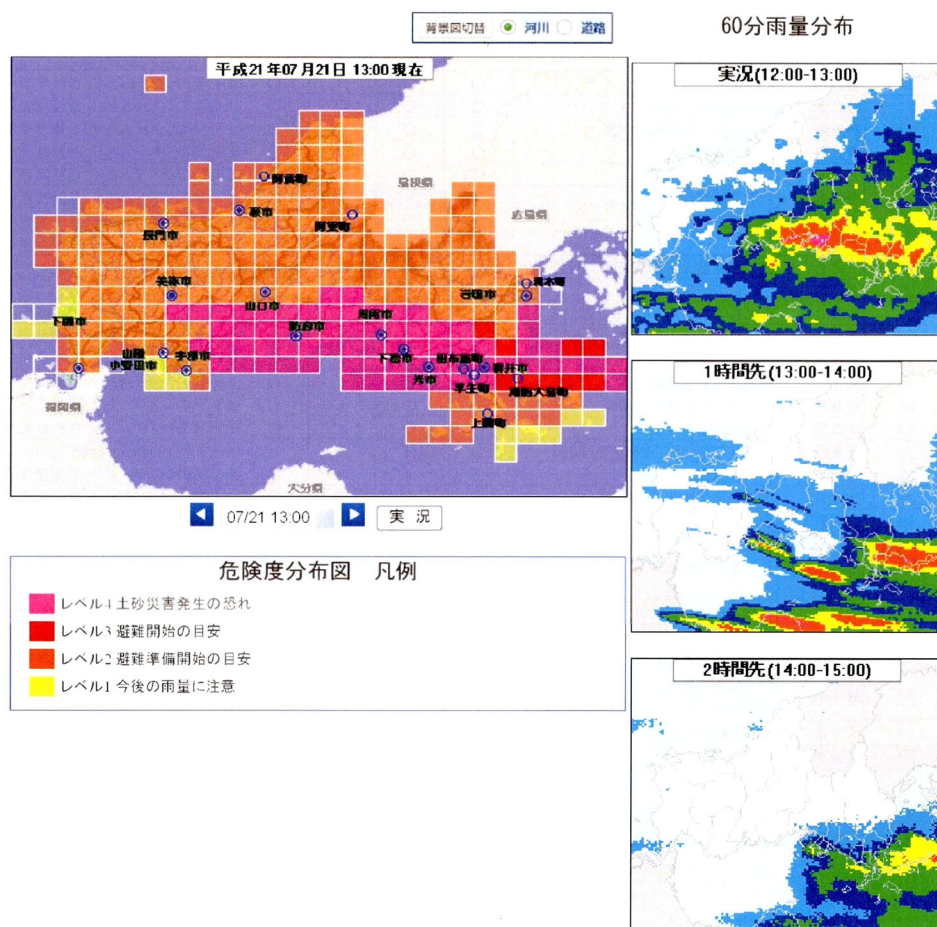 背景図切替 河川 道路
60分雨量分布
平成21年07月21日 13:00 現在
実況(12:00-13:00)
島根県
阿武町
萩市
広島県
長門市
阿東町
美祢市
和木町
岩国市
山口市
周南市
下関市
防府市
山陽
小野田市
宇部市
下松市
光市
田布施町
柳井市
平生町
周防大島町
福岡県
上関町
大分県
1時間先(13:00-14:00)
07/21 13:00 実 況
危険度分布図 凡例
レベル4 土砂災害発生の恐れ
レベル3 避難開始の目安
レベル2 避難準備開始の目安
レベル1 今後の雨量に注意
2時間先(14:00-15:00)